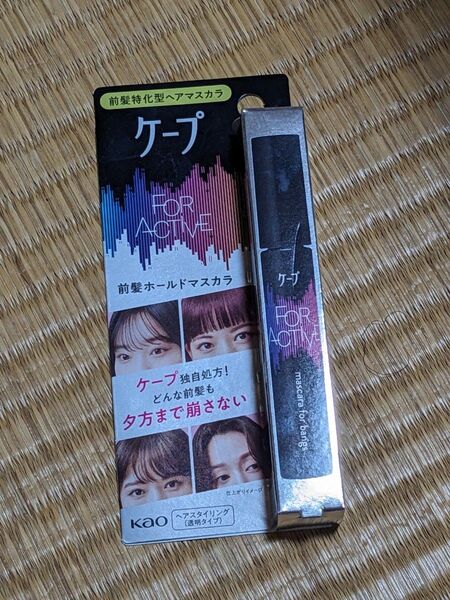 前髪特化型ヘアマスカラ
ケープ
FOR
ACTIVE
前髪ホールドマスカラ
ケープ独自処方!
どんな前髪も
夕方まで崩さない
仕上がりイメージ
Kao
ヘアスタイリング
(透明タイプ)
ケープ
FOR
ACTIVE
mascara for bangs